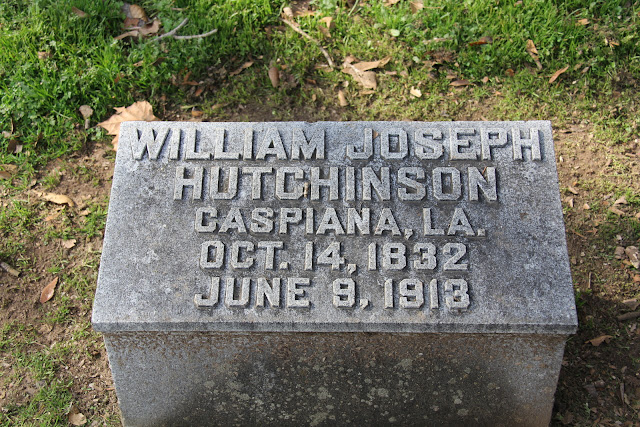 WILLIAM JOSEPH
HUTCHINSON
CASPIANA, LA.
OCT. 14, 1832
JUNE 9, 1913